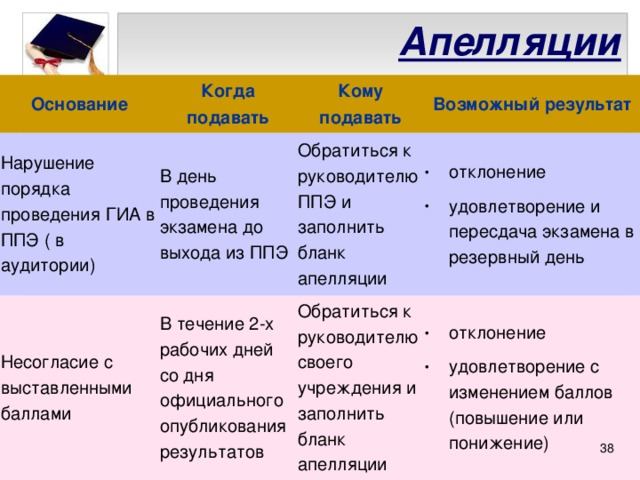 Апелляции
Основание
Когда
подавать
Кому
подавать
Возможный результат
Нарушение
порядка
проведения ГИА в
ППЭ ( в
аудитории)
В день
проведения
экзамена до
выхода из ППЭ
Обратиться к
руководителю
ППЭ и
заполнить
бланк
апелляции
• отклонение
• удовлетворение и
пересдача экзамена в
резервный день
Несогласие с
выставленными
баллами
В течение 2-х
рабочих дней
со дня
официального
опубликования
результатов
Обратиться к
руководителю
своего
учреждения и
заполнить
бланк
апелляции
• отклонение
• удовлетворение с
изменением баллов
(повышение или
понижение)
38